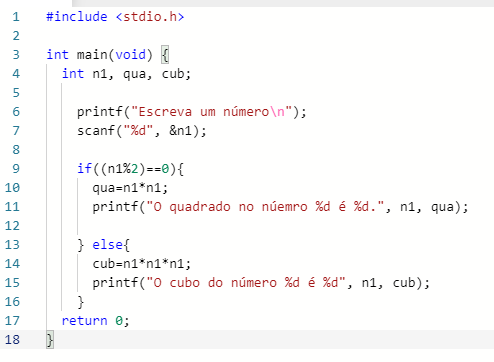 1 #include <stdio.h>
2
3 int main(void) {
4 int n1, qua, cub;
5
6 printf("Escreva um número\n");
7 scanf("%d", &n1);
8
9 if((n1%2)==0){
10 qua=n1*n1;
11 printf("O quadrado no núemro %d é %d.", n1, qua);
12
13 } else{
14 cub=n1*n1*n1;
15 printf("O cubo do número %d é %d", n1, cub);
16 }
17 return 0;
18 }